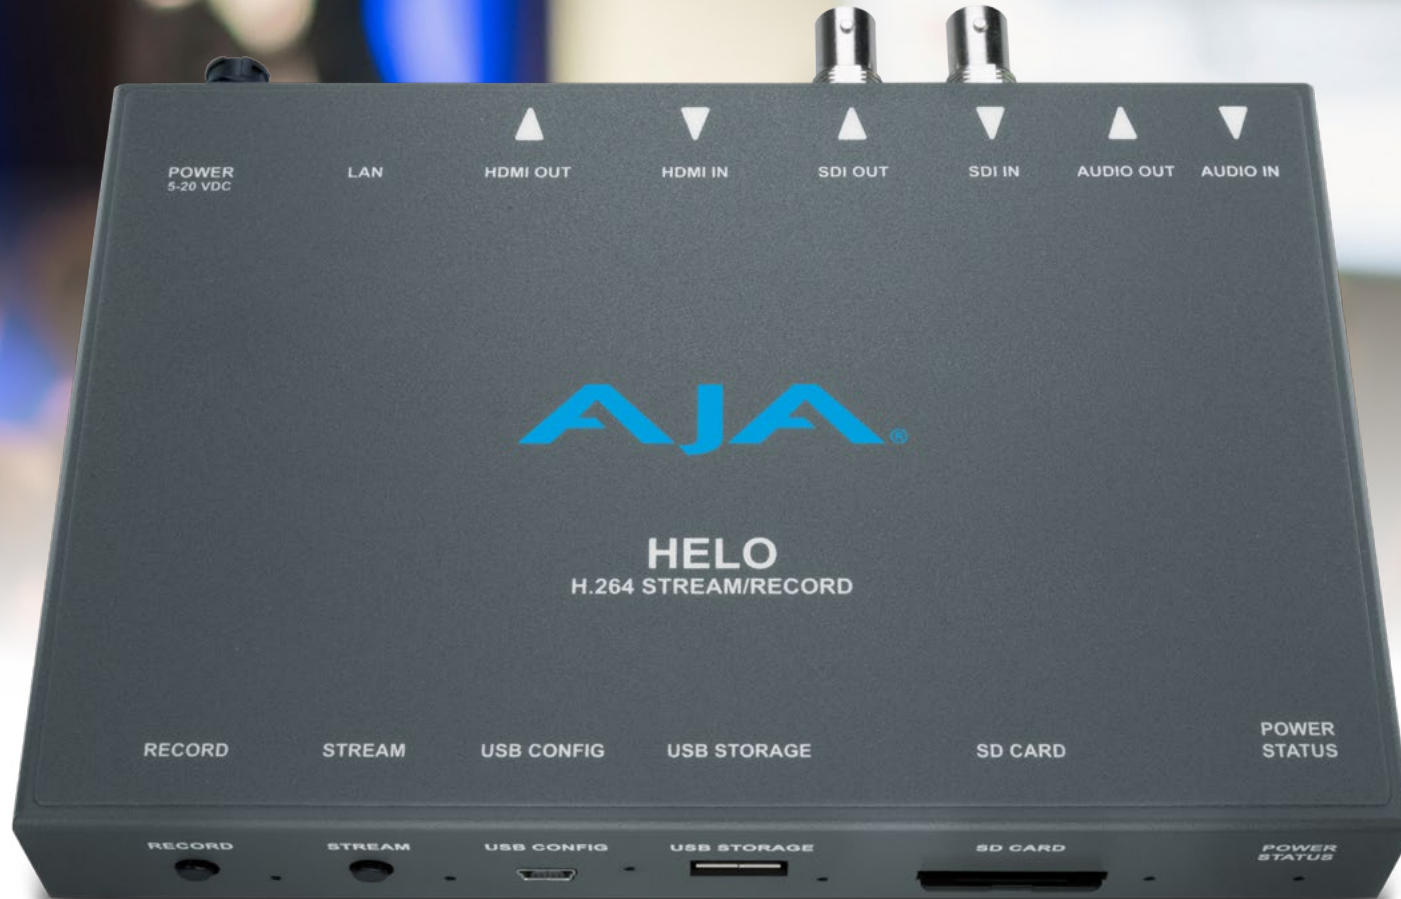 POWER
5-20 VDC
LAN
HDMI OUT
HDMI IN
SDI OUT
SDI IN
AUDIO OUT
AUDIO IN
AJA®
HELO
H.264 STREAM/RECORD
RECORD
STREAM
USB CONFIG
USB STORAGE
SD CARD
POWER
STATUS
RECORD
STREAM
USB CONFIG
USB STORAGE
SD CARD
POWER
STATUS